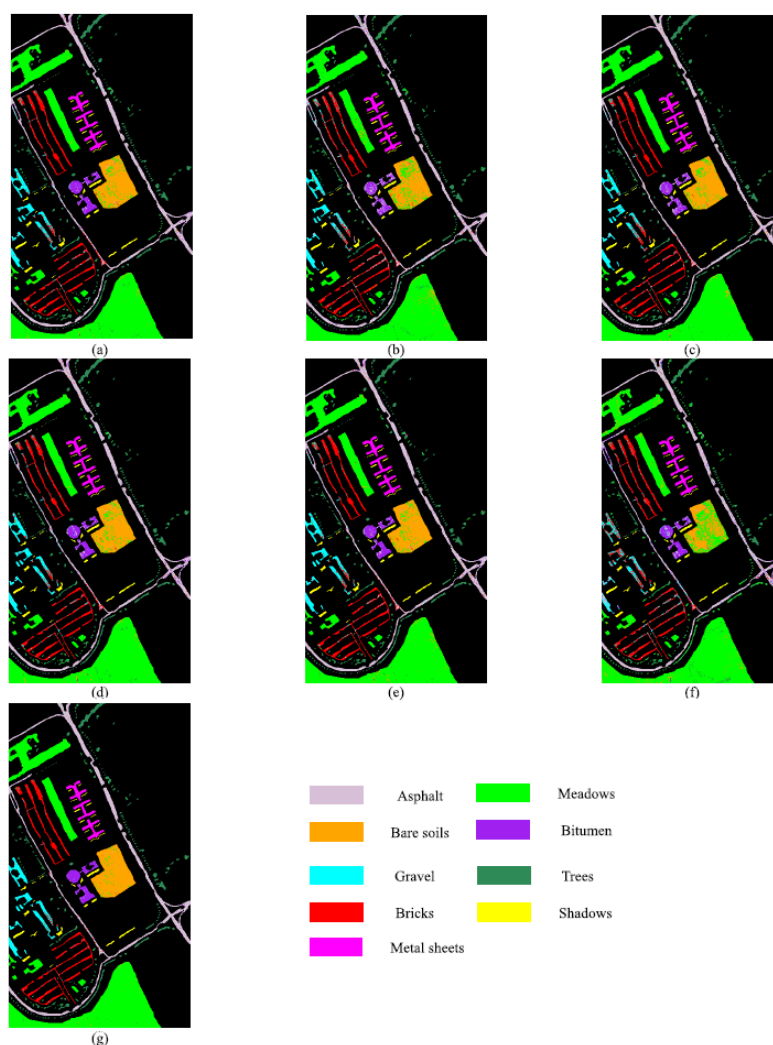 (a)
(b)
(c)
(d)
(e)
(f)
Asphalt
Meadows
Bare soils
Bitumen
Gravel
Trees
Bricks
Shadows
Metal sheets
(g)